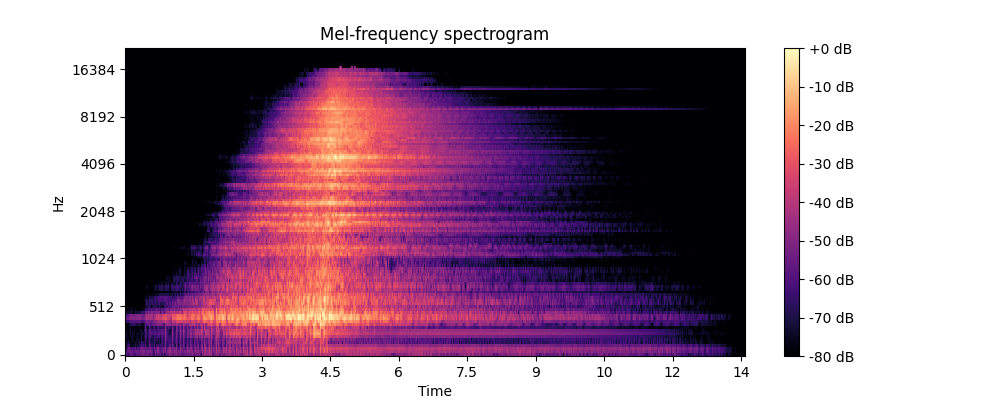 Mel-frequency spectrogram
Hz
16384
8192
4096
2048
1024
512
0
0 1.5 3 4.5 6 7.5 9 10 12 14
Time
+0 dB
-10 dB
-20 dB
-30 dB
-40 dB
-50 dB
-60 dB
-70 dB
-80 dB